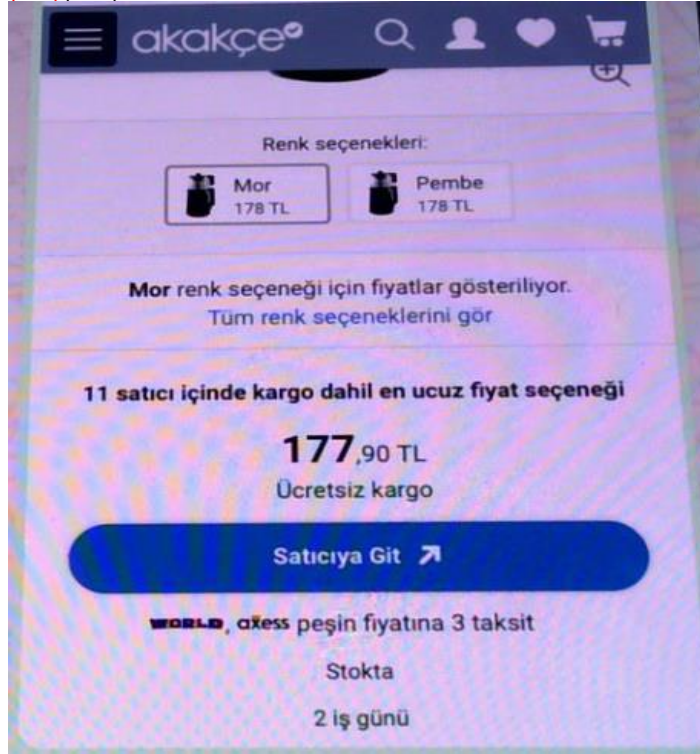 akakçe
Renk seçenekleri:
Mor
178 TL
Pembe
178 TL
Mor renk seçeneği için fiyatlar gösteriliyor.
Tüm renk seçeneklerini gör
11 satıcı içinde kargo dahil en ucuz fiyat seçeneği
177,90 TL
Ücretsiz kargo
Satıcıya Git
WORLD, axess peşin fiyatına 3 taksit
Stokta
2 iş günü